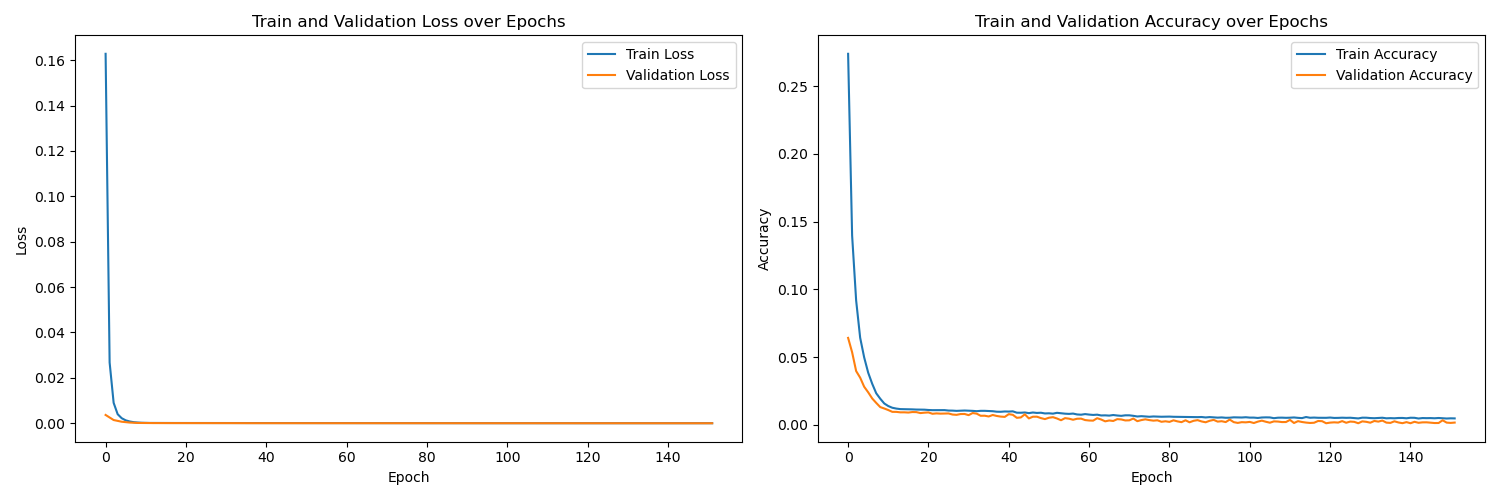 Train and Validation Loss over Epochs
Train Loss
Validation Loss
0.16
0.14
0.12
0.10
0.08
0.06
0.04
0.02
0.00
Loss
0 20 40 60 80 100 120 140
Epoch
Train and Validation Accuracy over Epochs
Train Accuracy
Validation Accuracy
0.25
0.20
0.15
0.10
0.05
0.00
Accuracy
0 20 40 60 80 100 120 140
Epoch